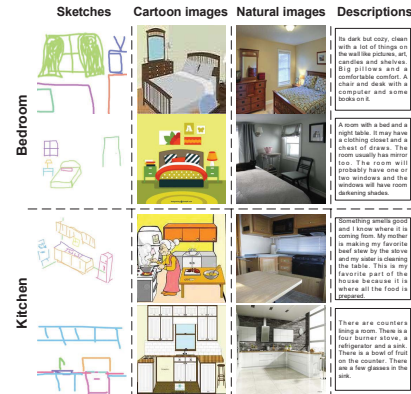 Sketches Cartoon images Natural images Descriptions
Bedroom
Its dark but cozy, clean
with a lot of things on
the wall like pictures, art,
candles and shelves.
Big pillows and a
comfortable comfort. A
chair and desk with a
computer and some
books on it.
A room with a bed and a
night table. It may have
a clothing closet and a
chest of draws. The
room usually has mirror
too. The room will
probably have one or
two windows and the
windows will have room
darkening shades.
Kitchen
Something smells good
and I know where it is
coming from. My mother
is making my favorite
beef stew by the stove
and my sister is cleaning
the table. This is my
favorite part of the
house because it is
where all the food is
prepared.
There are counters
lining a room. There is a
four burner stove, a
refrigerator and a sink.
There is a bowl of fruit
on the counter. There
are a few glasses in the
sink.